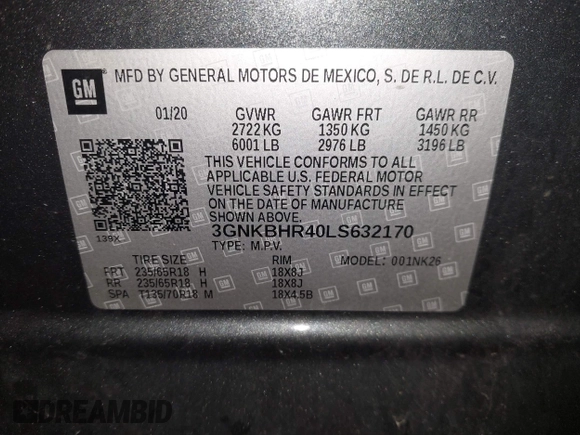 GM
MFD BY GENERAL MOTORS DE MEXICO, S. DE R.L. DE C.V.
01/20 GVWR GAWR FRT GAWR RR
2722 KG 1350 KG 1450 KG
6001 LB 2976 LB 3196 LB
THIS VEHICLE CONFORMS TO ALL
APPLICABLE U.S. FEDERAL MOTOR
VEHICLE SAFETY STANDARDS IN EFFECT
ON THE DATE OF MANUFACTURE
SHOWN ABOVE.
139X
3GNKBHR40LS632170
TYPE: M.P.V.
TIRE SIZE RIM MODEL: 001NK26
FRT 235/65R18 H 18X8J
RR 235/65R18 H 18X8J
SPA T135/70R18 M 18X4.5B
DREAMBID